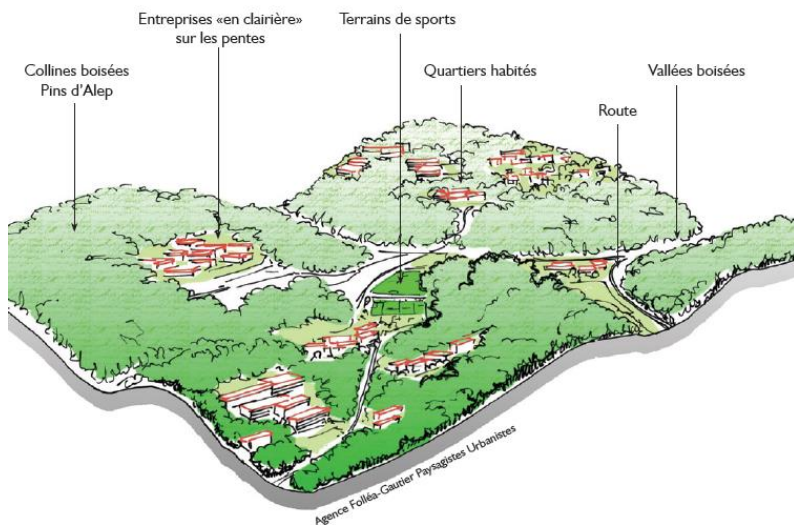 Entreprises «en clairière»
sur les pentes
Terrains de sports
Collines boisées
Pins d'Alep
Quartiers habités
Vallées boisées
Route
Agence Folléa-Gautier Paysagistes Urbanistes